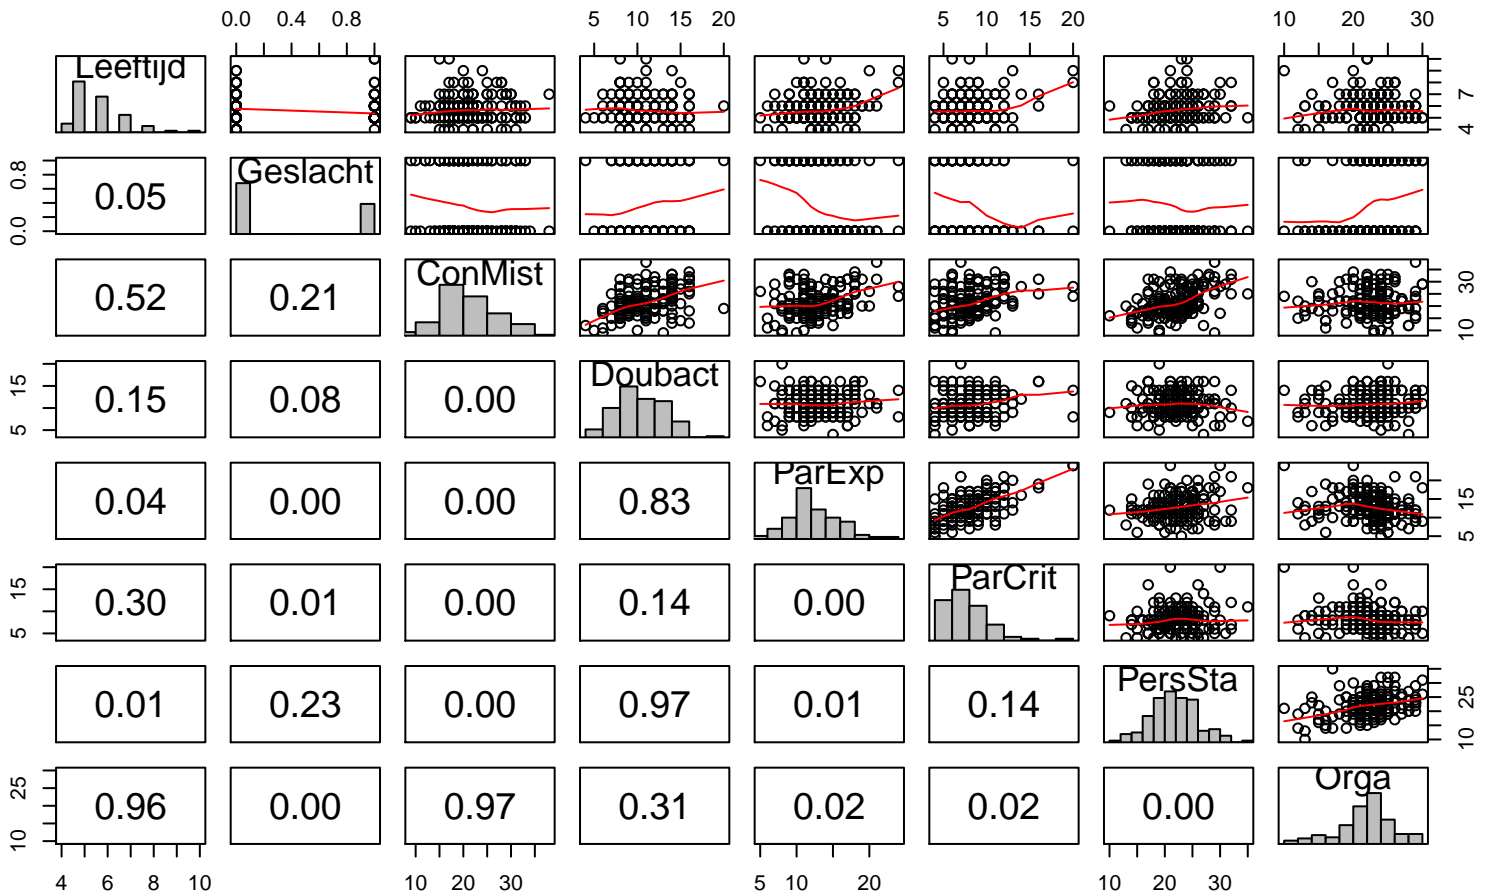 0.0 0.4 0.8 5 10 15 20 5 10 15 20 10 20 30
Leeftijd 4 7
0.0 0.8 0.05 Geslacht
0.52 0.21 ConMist 10 30
5 15 0.15 0.08 0.00 Doubact
0.04 0.00 0.00 0.83 ParExp 5 15
5 15 0.30 0.01 0.00 0.14 0.00 ParCrit
0.01 0.23 0.00 0.97 0.01 0.14 PersSta 10 25
10 25 0.96 0.00 0.97 0.31 0.02 0.02 0.00 Orga
4 6 8 10 10 20 30 5 10 20 10 20 30